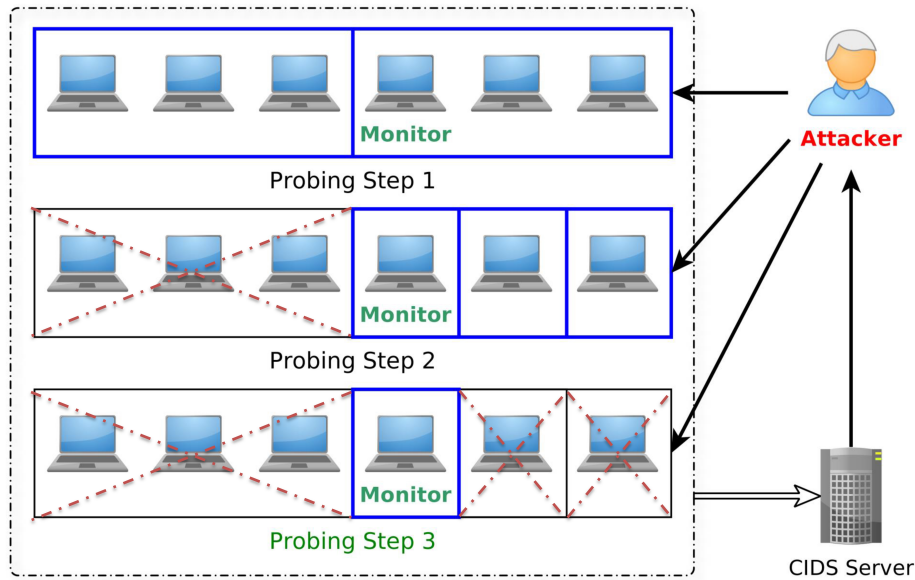 Monitor
Attacker
Probing Step 1
Monitor
Probing Step 2
Monitor
Probing Step 3
CIDS Server